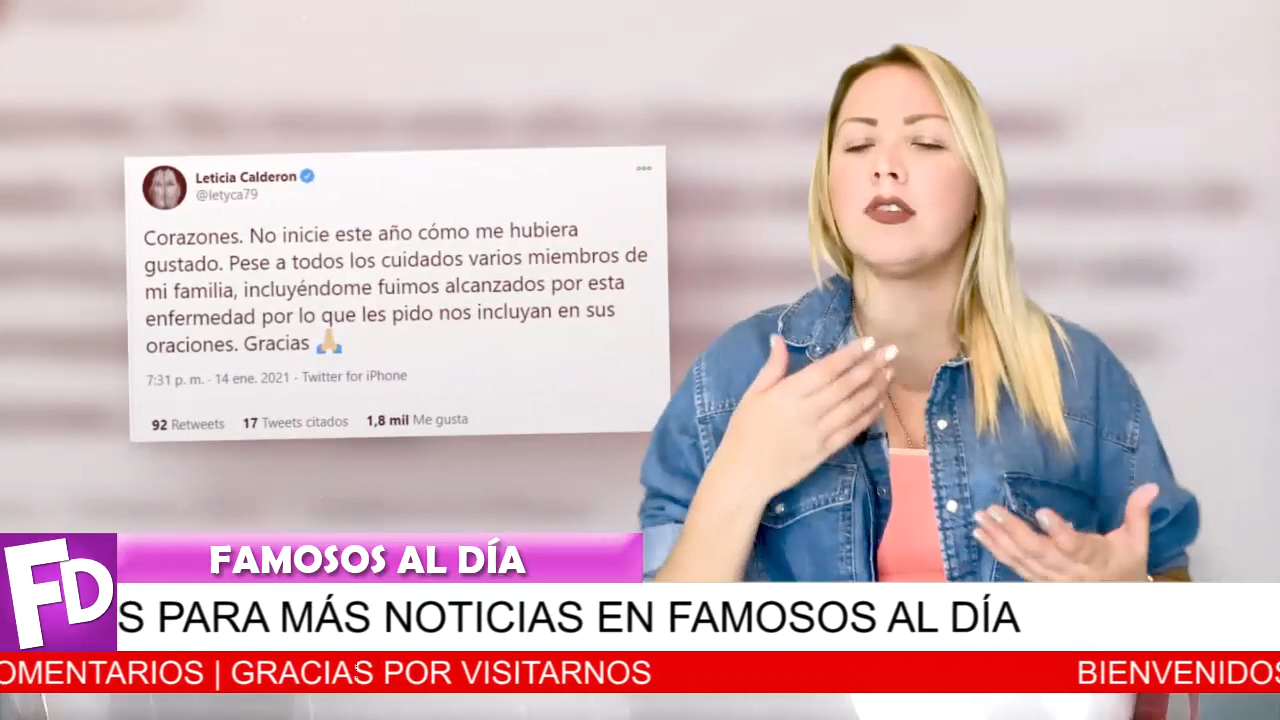 Leticia Calderon
@letyca79
Corazones. No inicie este año cómo me hubiera
gustado. Pese a todos los cuidados varios miembros de
mi familia, incluyéndome fuimos alcanzados por esta
enfermedad por lo que les pido nos incluyan en sus
oraciones. Gracias 🙏
7:31 p. m. · 14 ene. 2021 · Twitter for iPhone
92 Retweets 17 Tweets citados 1,8 mil Me gusta
FD
FAMOSOS AL DÍA
S PARA MÁS NOTICIAS EN FAMOSOS AL DÍA
OMENTARIOS | GRACIAS POR VISITARNOS BIENVENIDOS